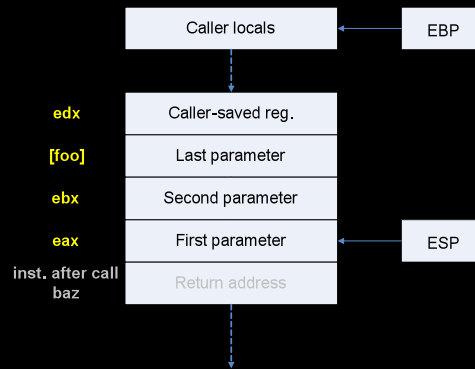 Caller locals
EBP
edx
Caller-saved reg.
[foo]
Last parameter
ebx
Second parameter
eax
First parameter
ESP
inst. after call
baz
Return address